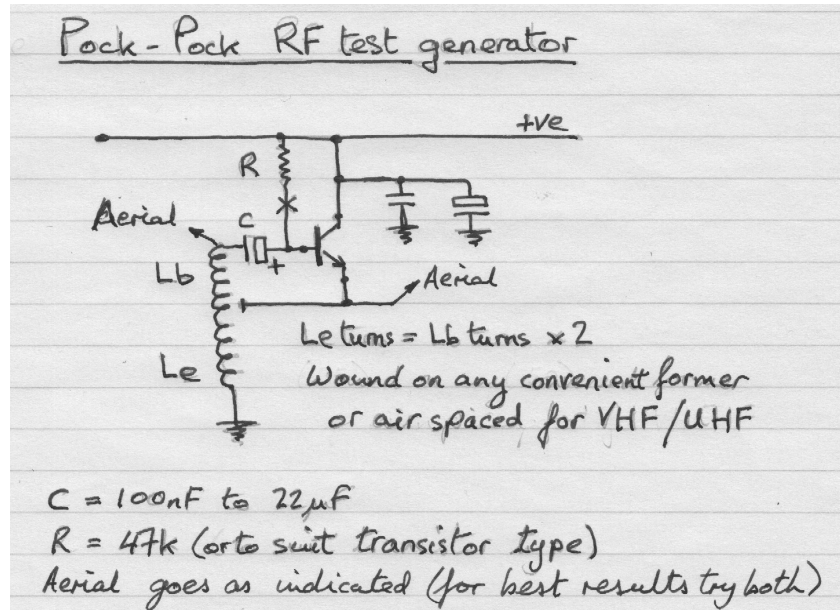 Pock-Pock RF test generator
+ve
R
Aerial
C
+
Lb
Aerial
Le turns = Lb turns × 2
Le
Wound on any convenient former
or air spaced for VHF/UHF
C = 100nF to 22µF
R = 47k (or to suit transistor type)
Aerial goes as indicated (for best results try both)